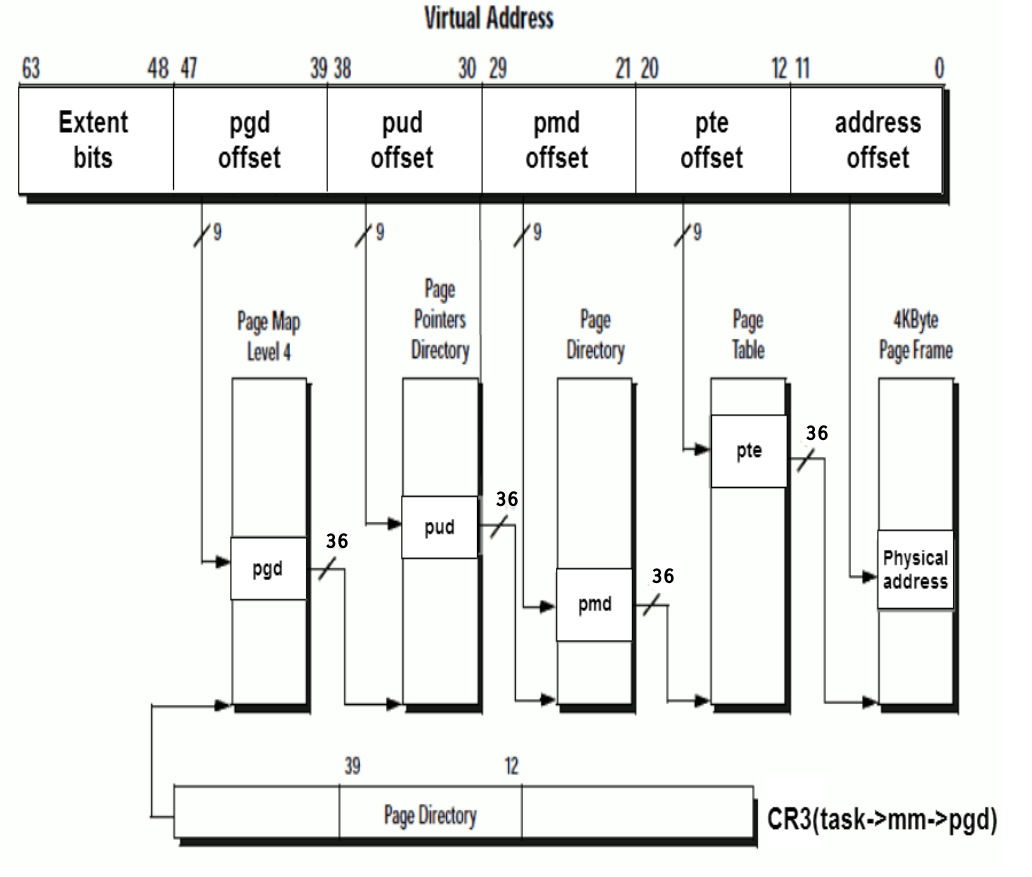 Virtual Address
63 48 47 39 38 30 29 21 20 12 11 0
Extent bits
pgd offset
pud offset
pmd offset
pte offset
address offset
9 9 9 9
Page Map
Level 4
Page
Pointers
Directory
Page
Directory
Page
Table
4KByte
Page Frame
pgd
36
pud
36
pmd
36
pte
36
Physical
address
39 12
Page Directory
CR3(task->mm->pgd)